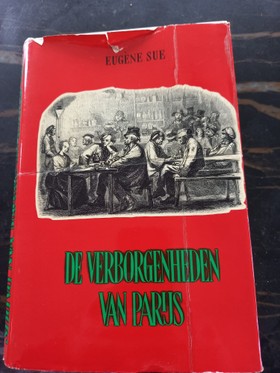 EUGÈNE SUE
DE VERBORGENHEDEN
VAN PARIJS